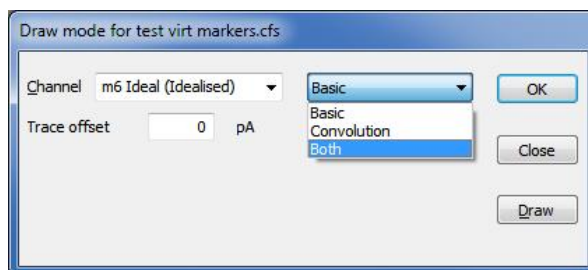 Draw mode for test virt markers.cfs
Channel m6 Ideal (Idealised) Basic OK
Basic
Trace offset 0 pA Convolution
Both
Close
Draw